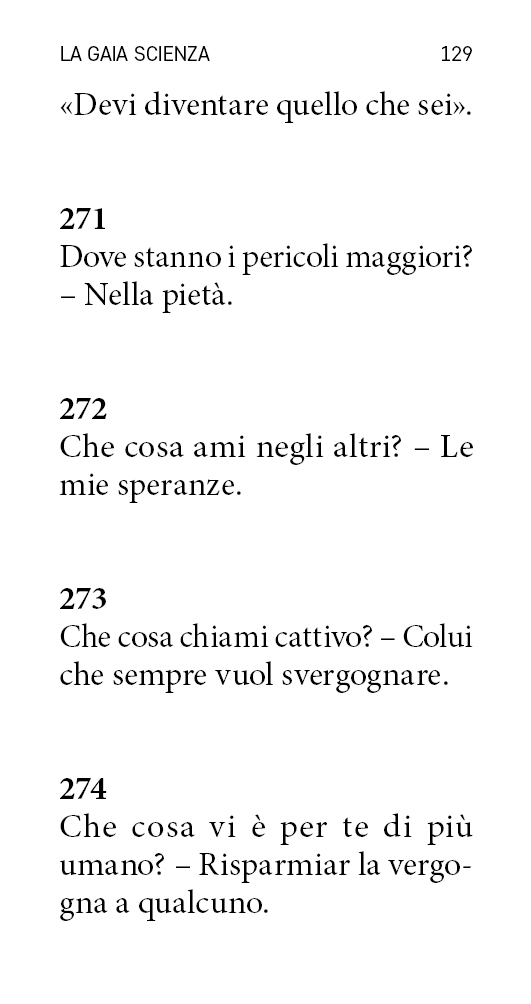 LA GAIA SCIENZA 129
«Devi diventare quello che sei».
271
Dove stanno i pericoli maggiori?
– Nella pietà.
272
Che cosa ami negli altri? – Le
mie speranze.
273
Che cosa chiami cattivo? – Colui
che sempre vuol svergognare.
274
Che cosa vi è per te di più
umano? – Risparmiar la vergo-
gna a qualcuno.